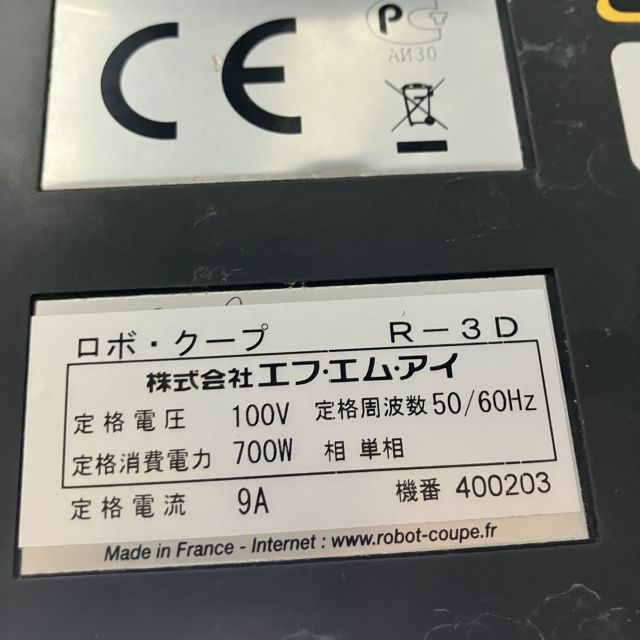 CE
AN30
ロボ・クープ R-3D
株式会社エフ・エム・アイ
定格電圧 100V 定格周波数 50/60Hz
定格消費電力 700W 相 単相
定格電流 9A 機番 400203
Made in France - Internet : www.robot-coupe.fr